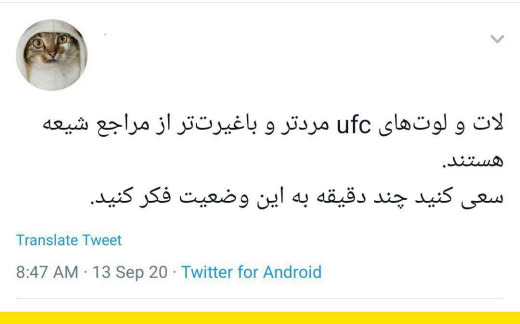 لات و لوت‌های ufc مردتر و باغیرت‌تر از مراجع شیعه
هستند.
سعی کنید چند دقیقه به این وضعیت فکر کنید.
Translate Tweet
8:47 AM · 13 Sep 20 · Twitter for Android